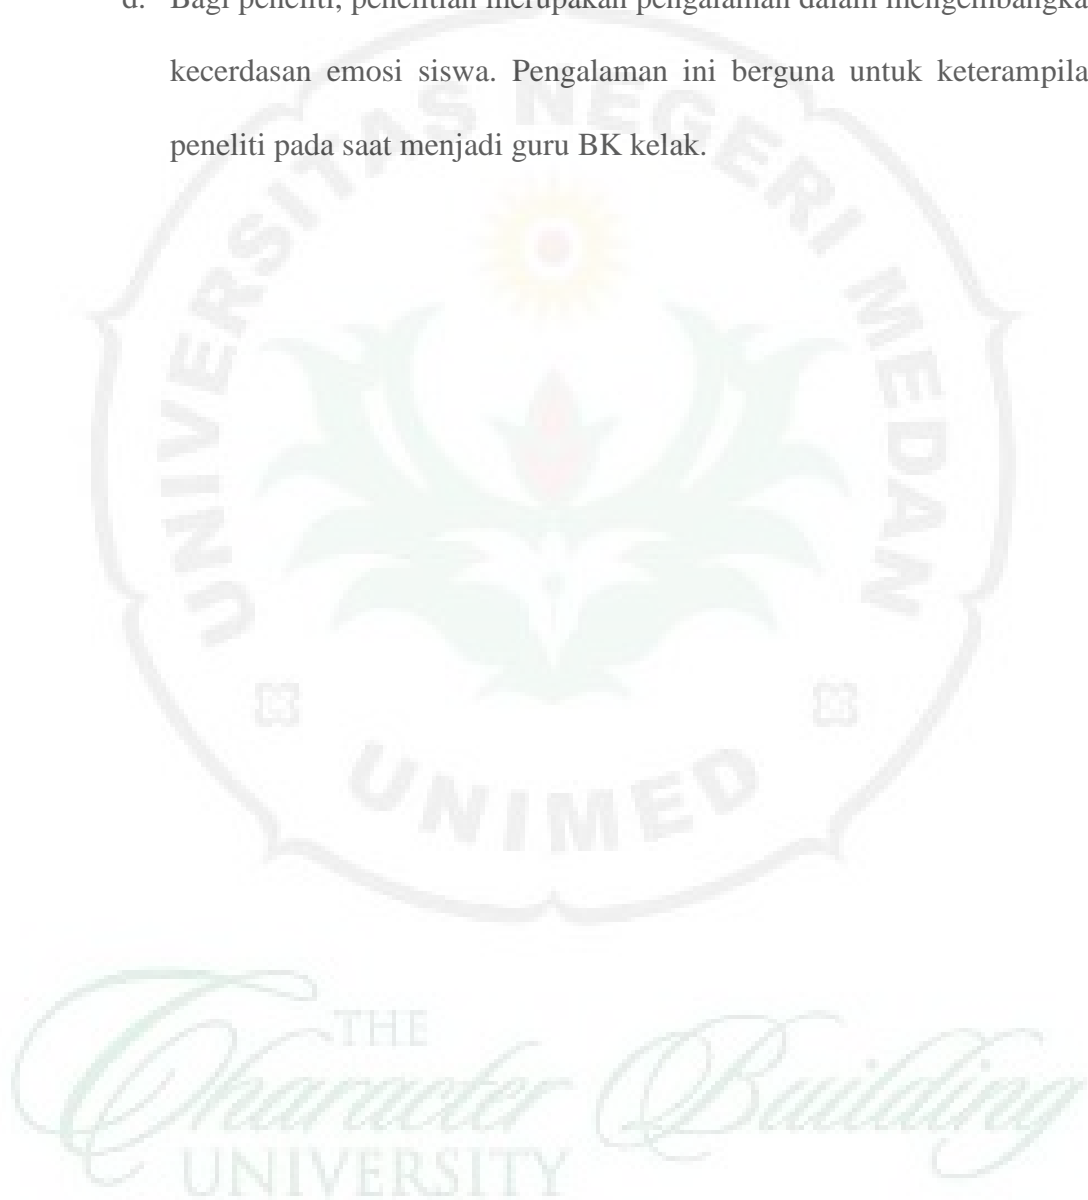 d. Bagi peneliti, penelitian merupakan pengalaman dalam mengembangka
kecerdasan emosi siswa. Pengalaman ini berguna untuk keterampila
peneliti pada saat menjadi guru BK kelak.
UNIVERSITAS NEGERI MEDAN
UNIMED
THE
Character Building
UNIVERSITY